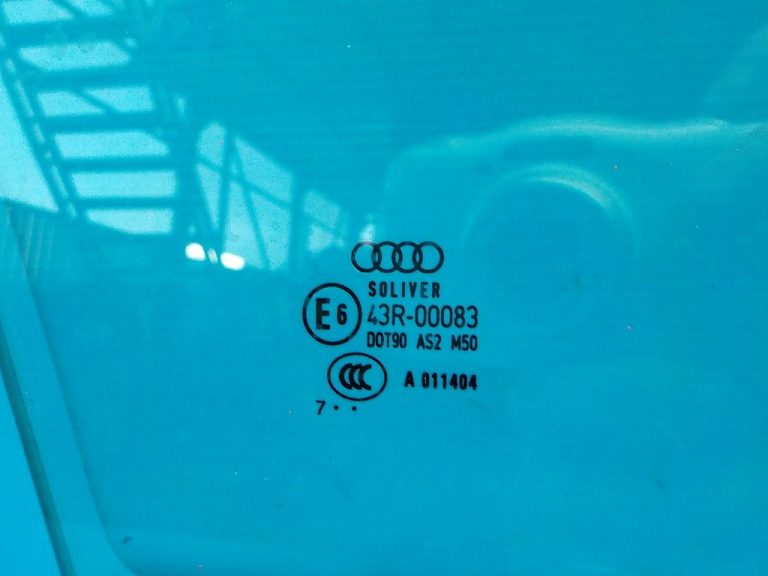 SOLIVER
E6 43R-00083
DOT90 AS2 M50
CCC A 011404
7 • •